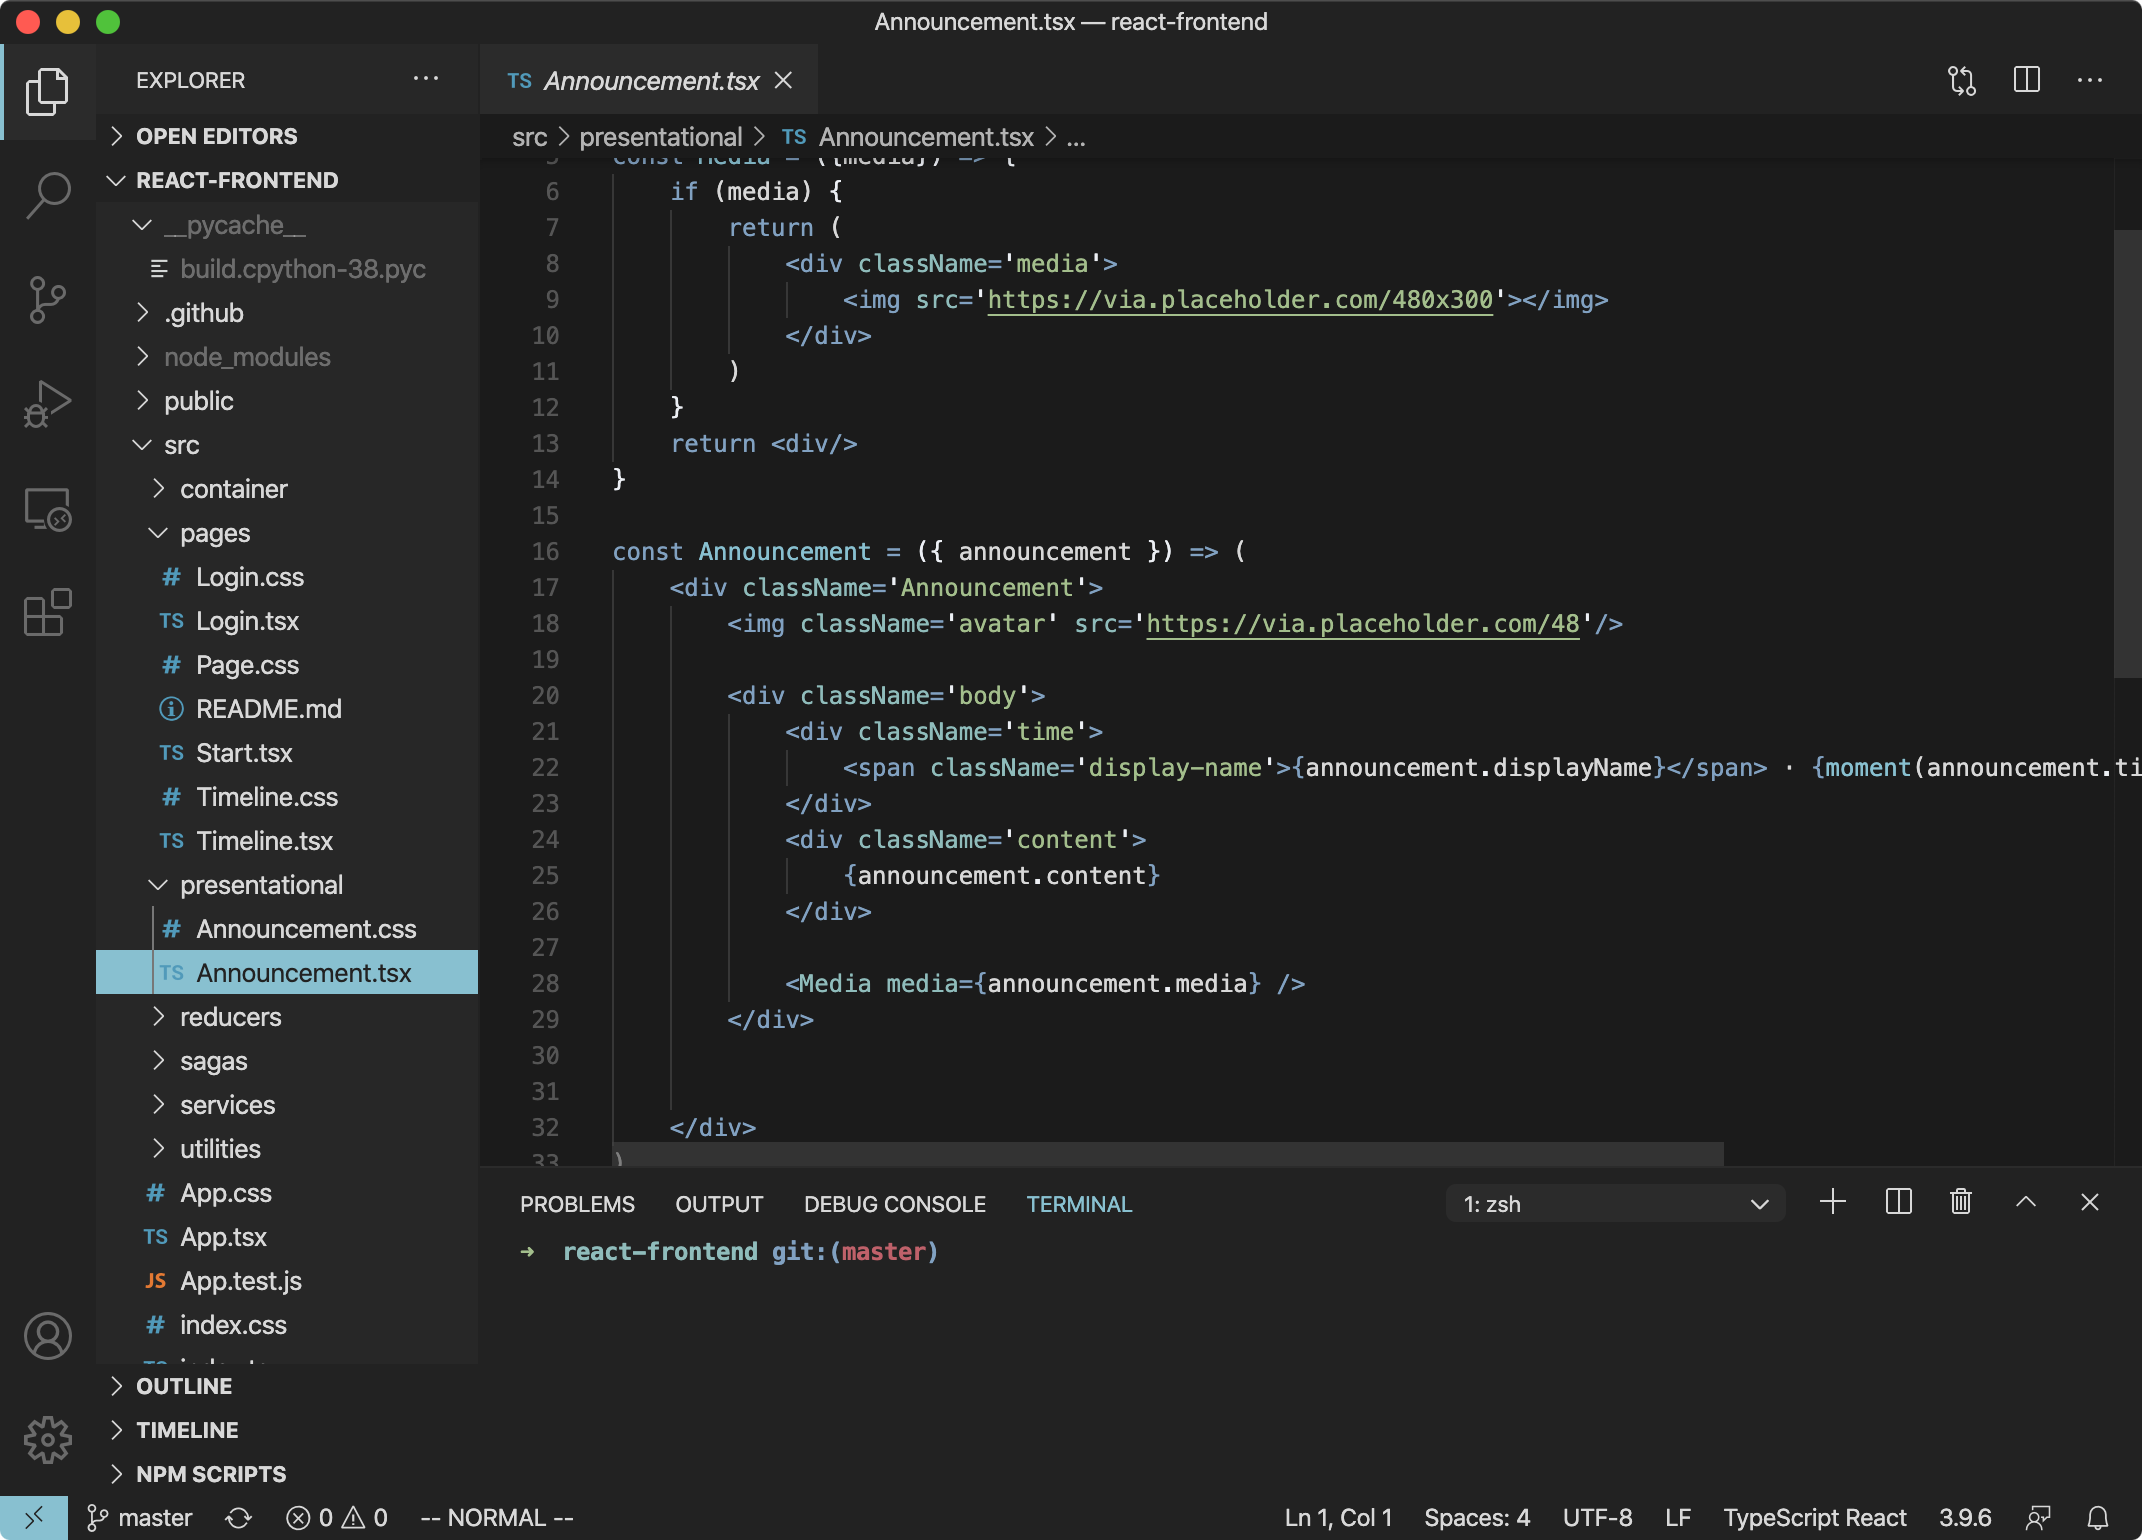 Announcement.tsx — react-frontend
EXPLORER
OPEN EDITORS
REACT-FRONTEND
__pycache__
build.cpython-38.pyc
.github
node_modules
public
src
container
pages
# Login.css
TS Login.tsx
# Page.css
README.md
TS Start.tsx
# Timeline.css
TS Timeline.tsx
presentational
# Announcement.css
TS Announcement.tsx
reducers
sagas
services
utilities
# App.css
TS App.tsx
JS App.test.js
# index.css
OUTLINE
TIMELINE
NPM SCRIPTS
TS Announcement.tsx
src > presentational > TS Announcement.tsx > ...
5 const Media = ({media}) => {
6 if (media) {
7 return (
8 <div className='media'>
9 <img src='https://via.placeholder.com/480x300'></img>
10 </div>
11 )
12 }
13 return <div/>
14 }
15
16 const Announcement = ({ announcement }) => (
17 <div className='Announcement'>
18 <img className='avatar' src='https://via.placeholder.com/48'/>
19
20 <div className='body'>
21 <div className='time'>
22 <span className='display-name'>{announcement.displayName}</span> · {moment(announcement.ti
23 </div>
24 <div className='content'>
25 {announcement.content}
26 </div>
27
28 <Media media={announcement.media} />
29 </div>
30
31
32 </div>
33 )
PROBLEMS OUTPUT DEBUG CONSOLE TERMINAL 1: zsh
➜ react-frontend git:(master)
master 0 0 -- NORMAL -- Ln 1, Col 1 Spaces: 4 UTF-8 LF TypeScript React 3.9.6